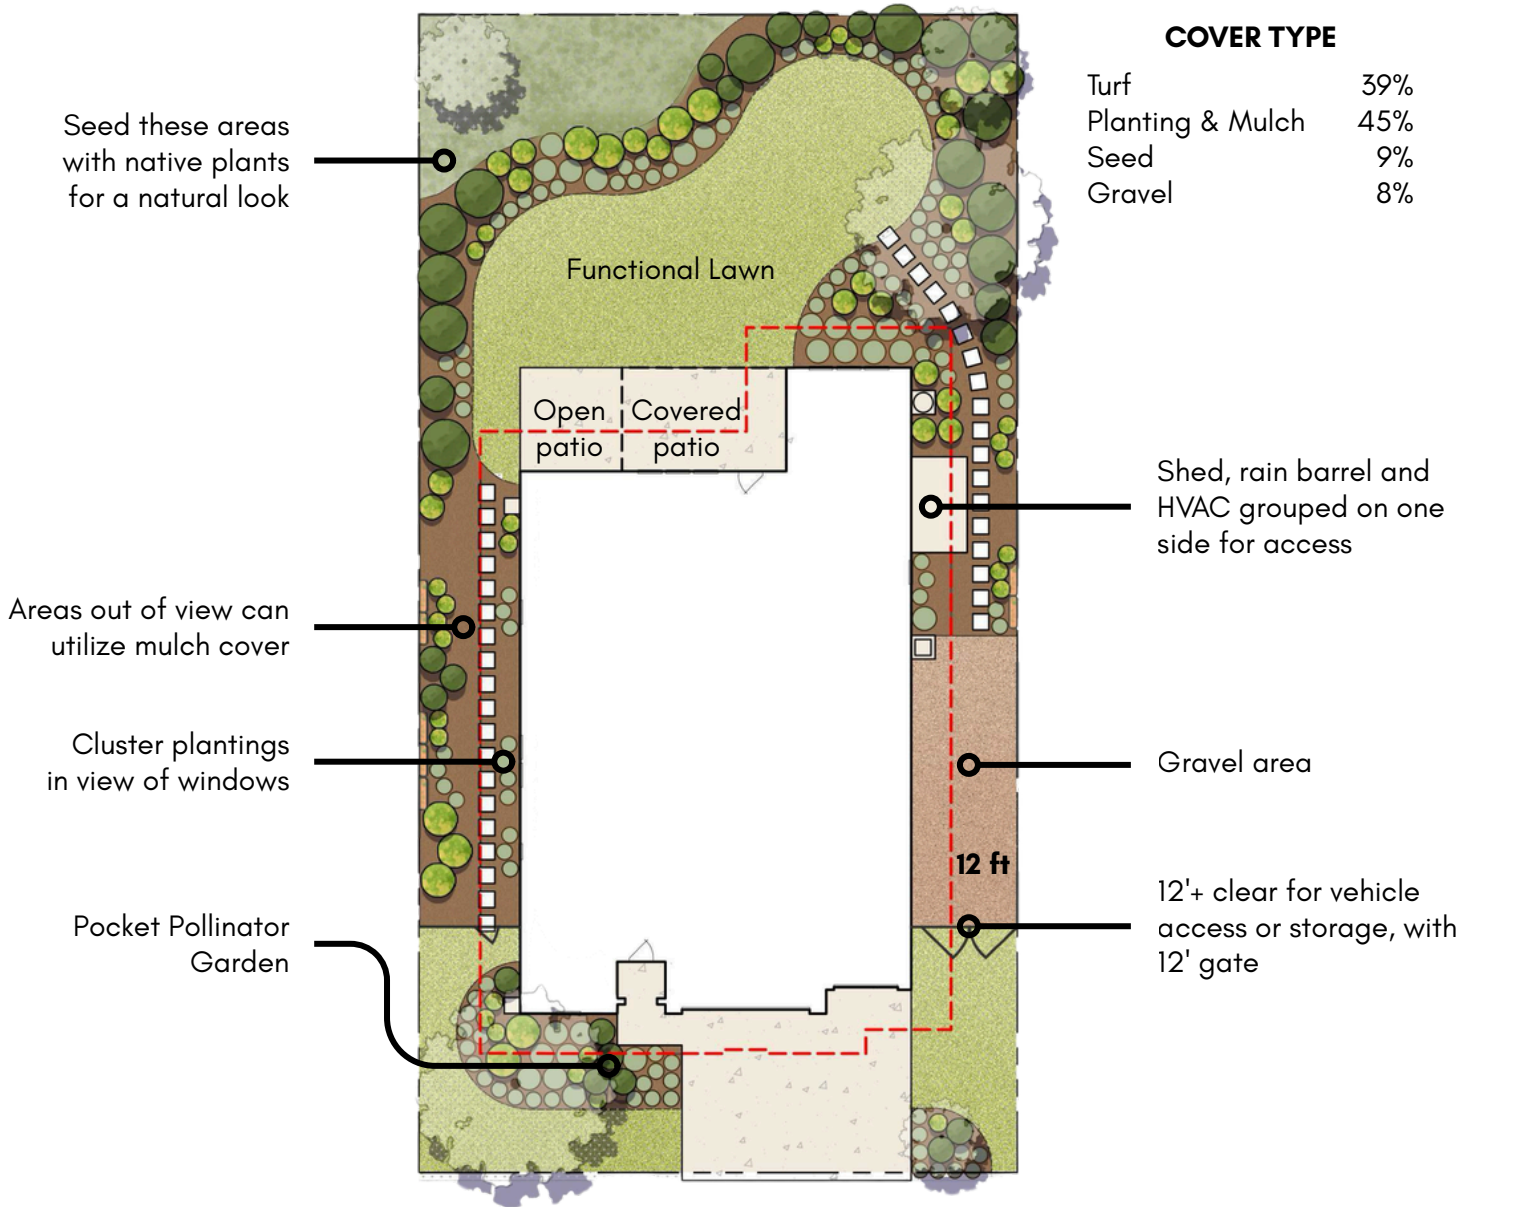 COVER TYPE
Turf 39%
Planting & Mulch 45%
Seed 9%
Gravel 8%
Seed these areas
with native plants
for a natural look
Functional Lawn
Open
patio
Covered
patio
Shed, rain barrel and
HVAC grouped on one
side for access
Areas out of view can
utilize mulch cover
Cluster plantings
in view of windows
Gravel area
12 ft
12'+ clear for vehicle
access or storage, with
12' gate
Pocket Pollinator
Garden